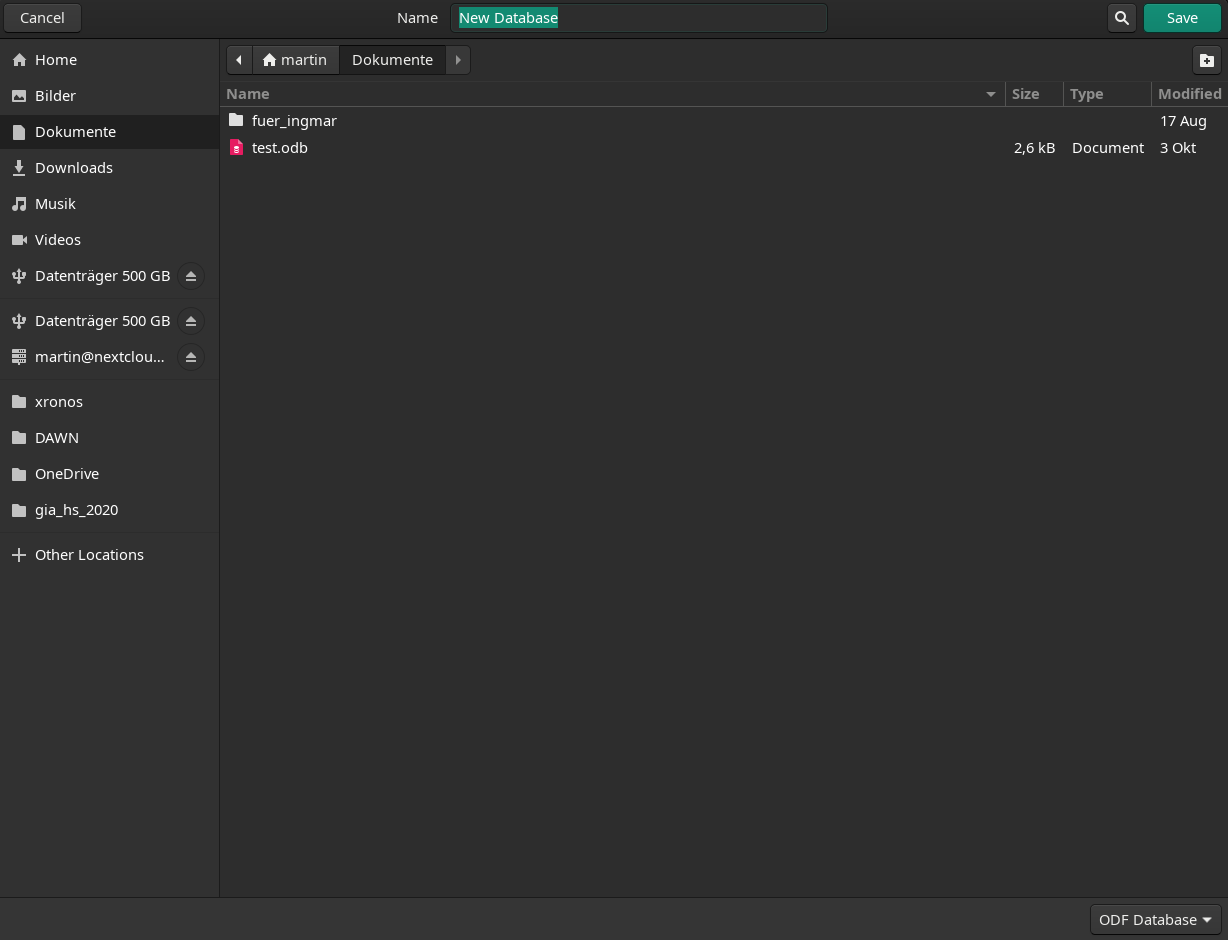 Cancel Name New Database Save
Home
Bilder
Dokumente
Downloads
Musik
Videos
Datenträger 500 GB
Datenträger 500 GB
martin@nextclou...
xronos
DAWN
OneDrive
gia_hs_2020
Other Locations
martin Dokumente
Name Size Type Modified
fuer_ingmar 17 Aug
test.odb 2,6 kB Document 3 Okt
ODF Database